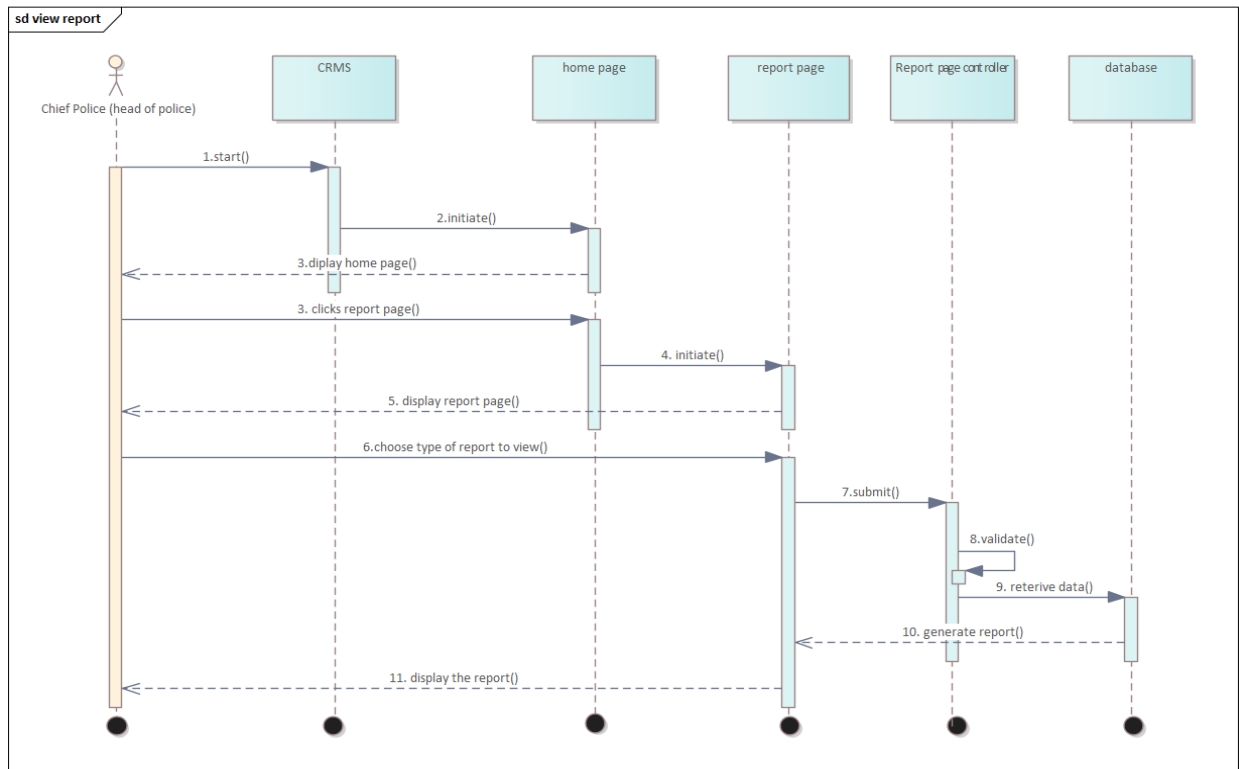 sd view report
Chief Police (head of police)
CRMS
home page
report page
Report page controller
database
1.start()
2.initiate()
3.diplay home page()
3. clicks report page()
4. initiate()
5. display report page()
6.choose type of report to view()
7.submit()
8.validate()
9. reterive data()
10. generate report()
11. display the report()